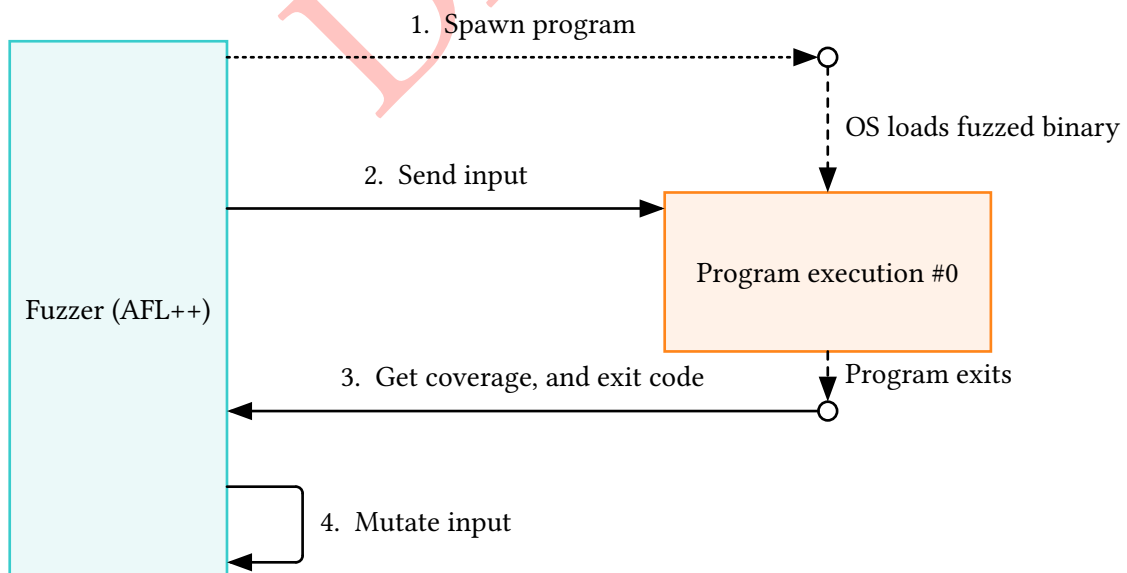 1. Spawn program
OS loads fuzzed binary
2. Send input
Program execution #0
Fuzzer (AFL++)
3. Get coverage, and exit code
Program exits
4. Mutate input